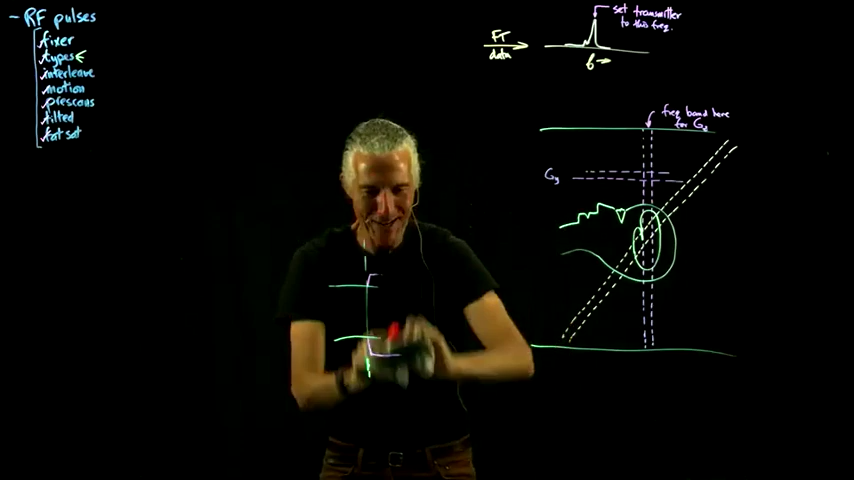 - RF pulses
fixer
types
interleave
motion
prescans
tilted
fat sat
FT
data
set transmitter
to this freq.
f
freq band here
for Gz
Gy